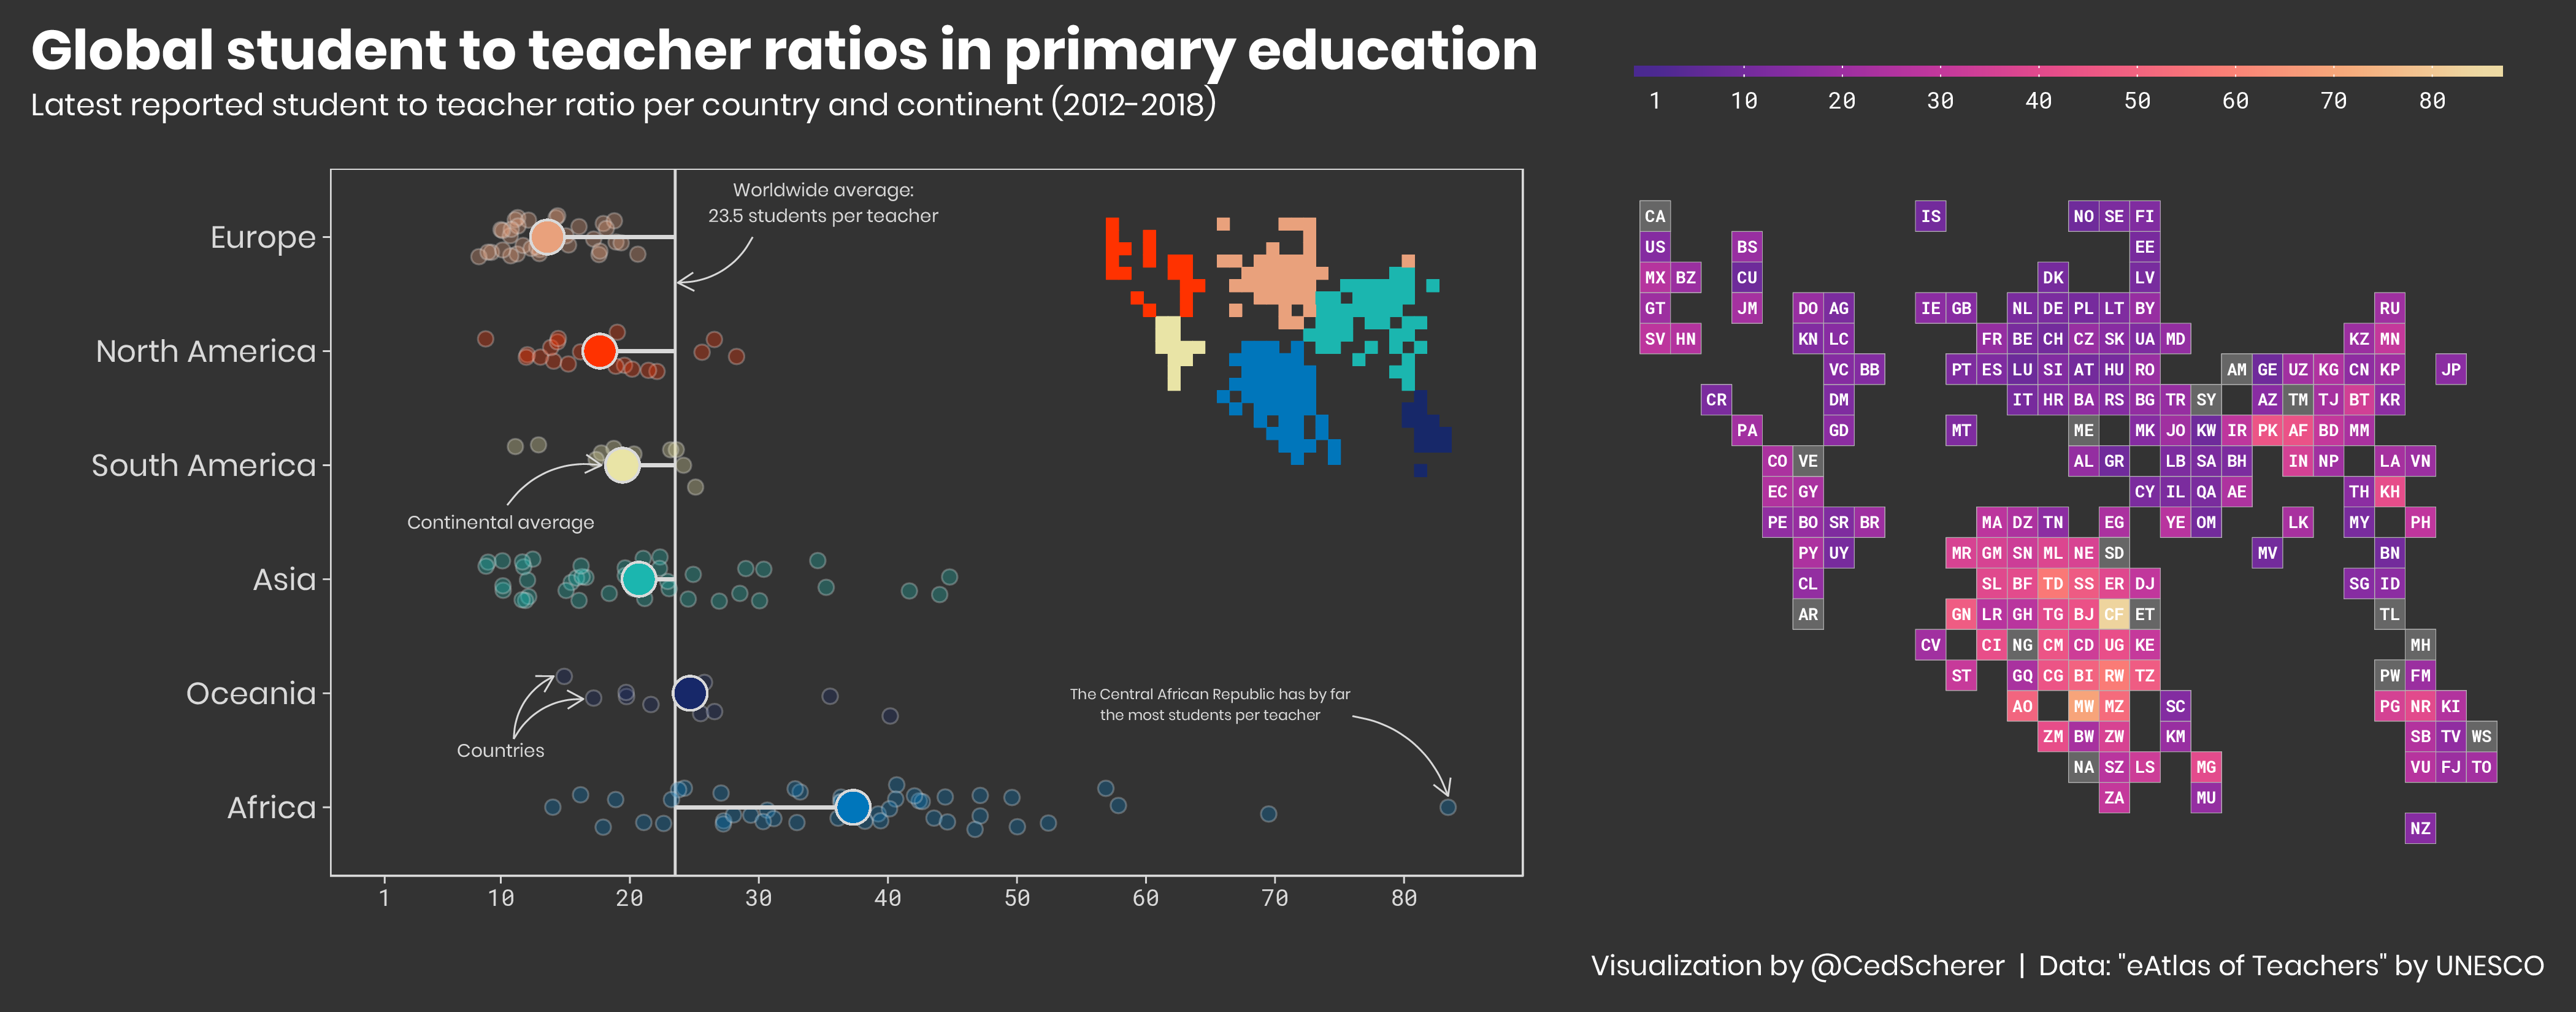 Global student to teacher ratios in primary education
Latest reported student to teacher ratio per country and continent (2012-2018)
1 10 20 30 40 50 60 70 80
Worldwide average:
23.5 students per teacher
Europe
North America
South America
Continental average
Asia
Oceania
Countries
The Central African Republic has by far
the most students per teacher
Africa
1 10 20 30 40 50 60 70 80
CA IS NO SE FI
US BS EE
MX BZ CU DK LV
GT JM DO AG IE GB NL DE PL LT BY RU
SV HN KN LC FR BE CH CZ SK UA MD KZ MN
VC BB PT ES LU SI AT HU RO AM GE UZ KG CN KP JP
CR DM IT HR BA RS BG TR SY AZ TM TJ BT KR
PA GD MT ME MK JO KW IR PK AF BD MM
CO VE AL GR LB SA BH IN NP LA VN
EC GY CY IL QA AE TH KH
PE BO SR BR MA DZ TN EG YE OM LK MY PH
PY UY MR GM SN ML NE SD MV BN
CL SL BF TD SS ER DJ SG ID
AR GN LR GH TG BJ CF ET TL
CV CI NG CM CD UG KE MH
ST GQ CG BI RW TZ PW FM
AO MW MZ SC PG NR KI
ZM BW ZW KM SB TV WS
NA SZ LS MG VU FJ TO
ZA MU
NZ
Visualization by @CedScherer | Data: "eAtlas of Teachers" by UNESCO